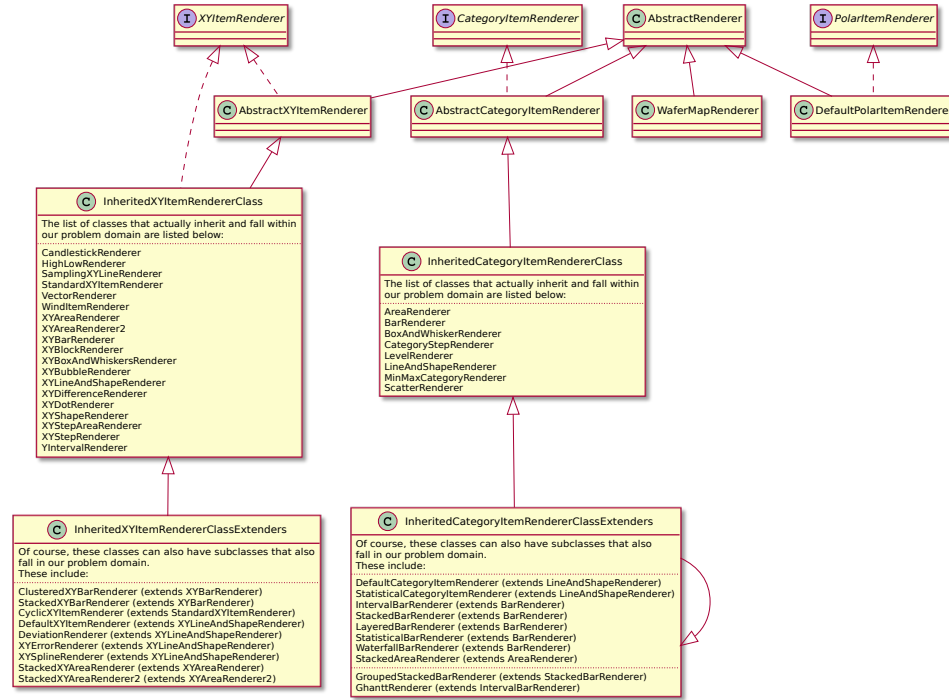 I XYItemRenderer
I CategoryItemRenderer
C AbstractRenderer
I PolarItemRenderer
C AbstractXYItemRenderer
C AbstractCategoryItemRenderer
C WaferMapRenderer
C DefaultPolarItemRenderer
C InheritedXYItemRendererClass
The list of classes that actually inherit and fall within
our problem domain are listed below:
CandlestickRenderer
HighLowRenderer
SamplingXYLineRenderer
StandardXYItemRenderer
VectorRenderer
WindItemRenderer
XYAreaRenderer
XYAreaRenderer2
XYBarRenderer
XYBlockRenderer
XYBoxAndWhiskersRenderer
XYBubbleRenderer
XYLineAndShapeRenderer
XYDifferenceRenderer
XYDotRenderer
XYShapeRenderer
XYStepAreaRenderer
XYStepRenderer
YIntervalRenderer
C InheritedCategoryItemRendererClass
The list of classes that actually inherit and fall within
our problem domain are listed below:
AreaRenderer
BarRenderer
BoxAndWhiskerRenderer
CategoryStepRenderer
LevelRenderer
LineAndShapeRenderer
MinMaxCategoryRenderer
ScatterRenderer
C InheritedXYItemRendererClassExtenders
Of course, these classes can also have subclasses that also
fall in our problem domain.
These include:
ClusteredXYBarRenderer (extends XYBarRenderer)
StackedXYBarRenderer (extends XYBarRenderer)
CyclicXYItemRenderer (extends StandardXYItemRenderer)
DefaultXYItemRenderer (extends XYLineAndShapeRenderer)
DeviationRenderer (extends XYLineAndShapeRenderer)
XYErrorRenderer (extends XYLineAndShapeRenderer)
XYSplineRenderer (extends XYLineAndShapeRenderer)
StackedXYAreaRenderer (extends XYAreaRenderer)
StackedXYAreaRenderer2 (extends XYAreaRenderer2)
C InheritedCategoryItemRendererClassExtenders
Of course, these classes can also have subclasses that also
fall in our problem domain.
These include:
DefaultCategoryItemRenderer (extends LineAndShapeRenderer)
StatisticalCategoryItemRenderer (extends LineAndShapeRenderer)
IntervalBarRenderer (extends BarRenderer)
StackedBarRenderer (extends BarRenderer)
LayeredBarRenderer (extends BarRenderer)
StatisticalBarRenderer (extends BarRenderer)
WaterfallBarRenderer (extends BarRenderer)
StackedAreaRenderer (extends AreaRenderer)
GroupedStackedBarRenderer (extends StackedBarRenderer)
GhanttRenderer (extends IntervalBarRenderer)